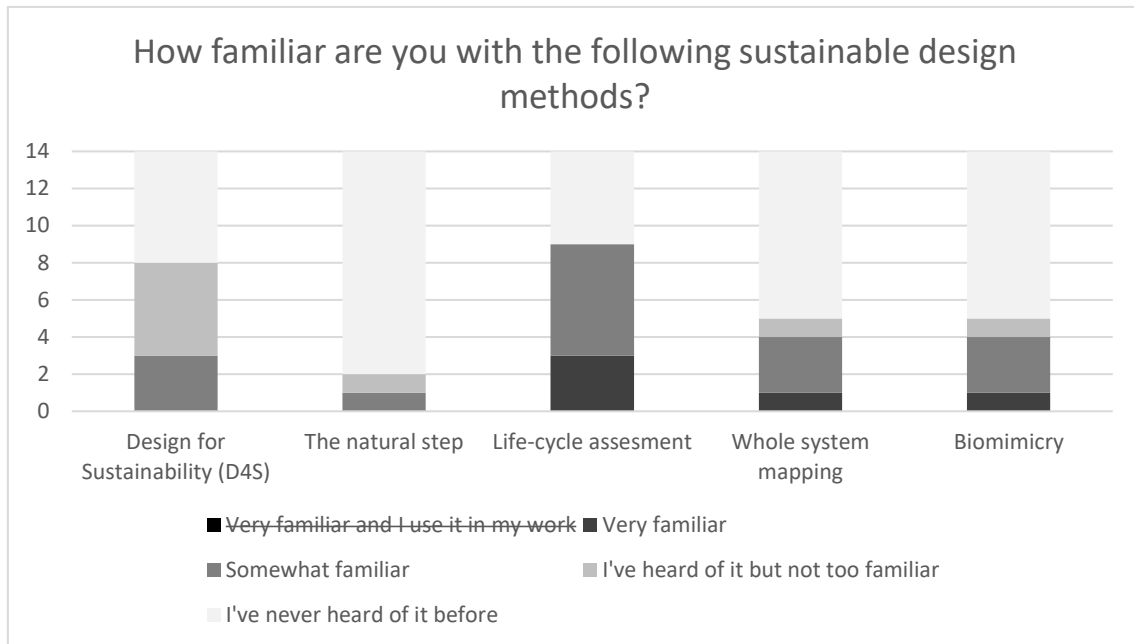 How familiar are you with the following sustainable design
methods?
14
12
10
8
6
4
2
0
Design for
Sustainability (D4S)
The natural step
Life-cycle assesment
Whole system
mapping
Biomimicry
Very familiar and I use it in my work
Very familiar
Somewhat familiar
I've heard of it but not too familiar
I've never heard of it before